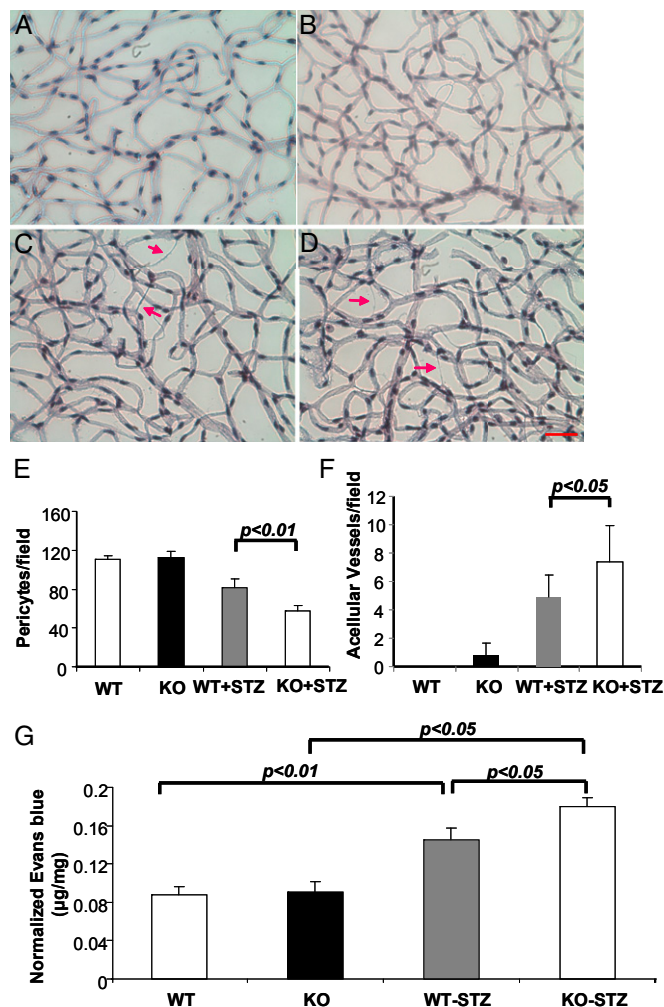 A
B
C
D
E
F
160
120
80
40
0
Pericytes/field
p<0.01
WT KO WT+STZ KO+STZ
12
10
8
6
4
2
0
Acellular Vessels/field
p<0.05
WT KO WT+STZ KO+STZ
G
p<0.05
p<0.01
p<0.05
0.2
0.16
0.12
0.08
0.04
0
Normalized Evans blue
(µg/mg)
WT KO WT-STZ KO-STZ